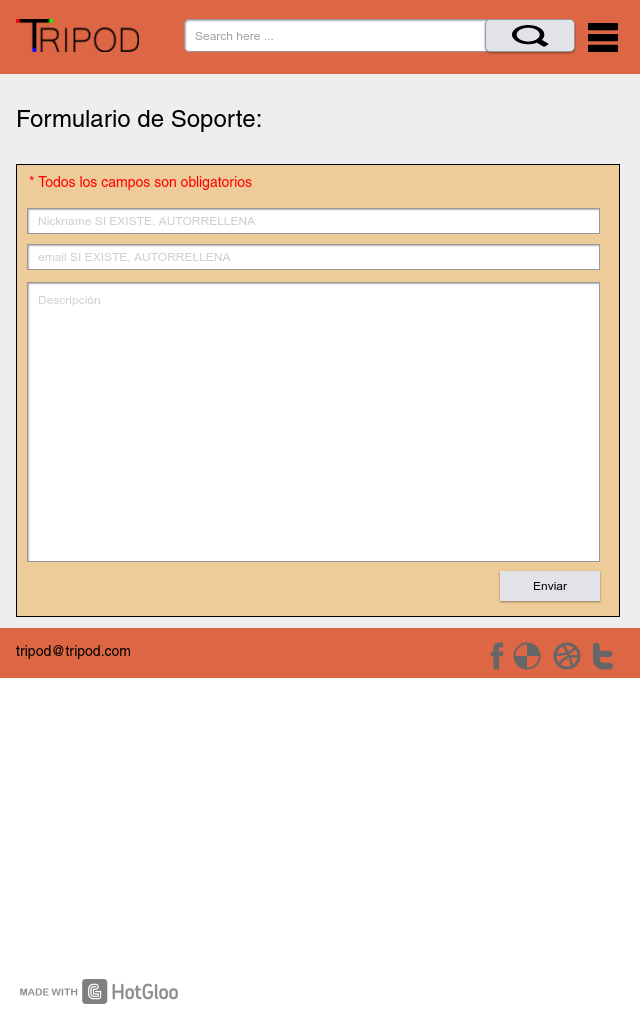 TRIPOD
Search here ...
Formulario de Soporte:
* Todos los campos son obligatorios
Nickname SI EXISTE, AUTORRELLENA
email SI EXISTE, AUTORRELLENA
Descripción
Enviar
tripod@tripod.com
MADE WITH HotGloo